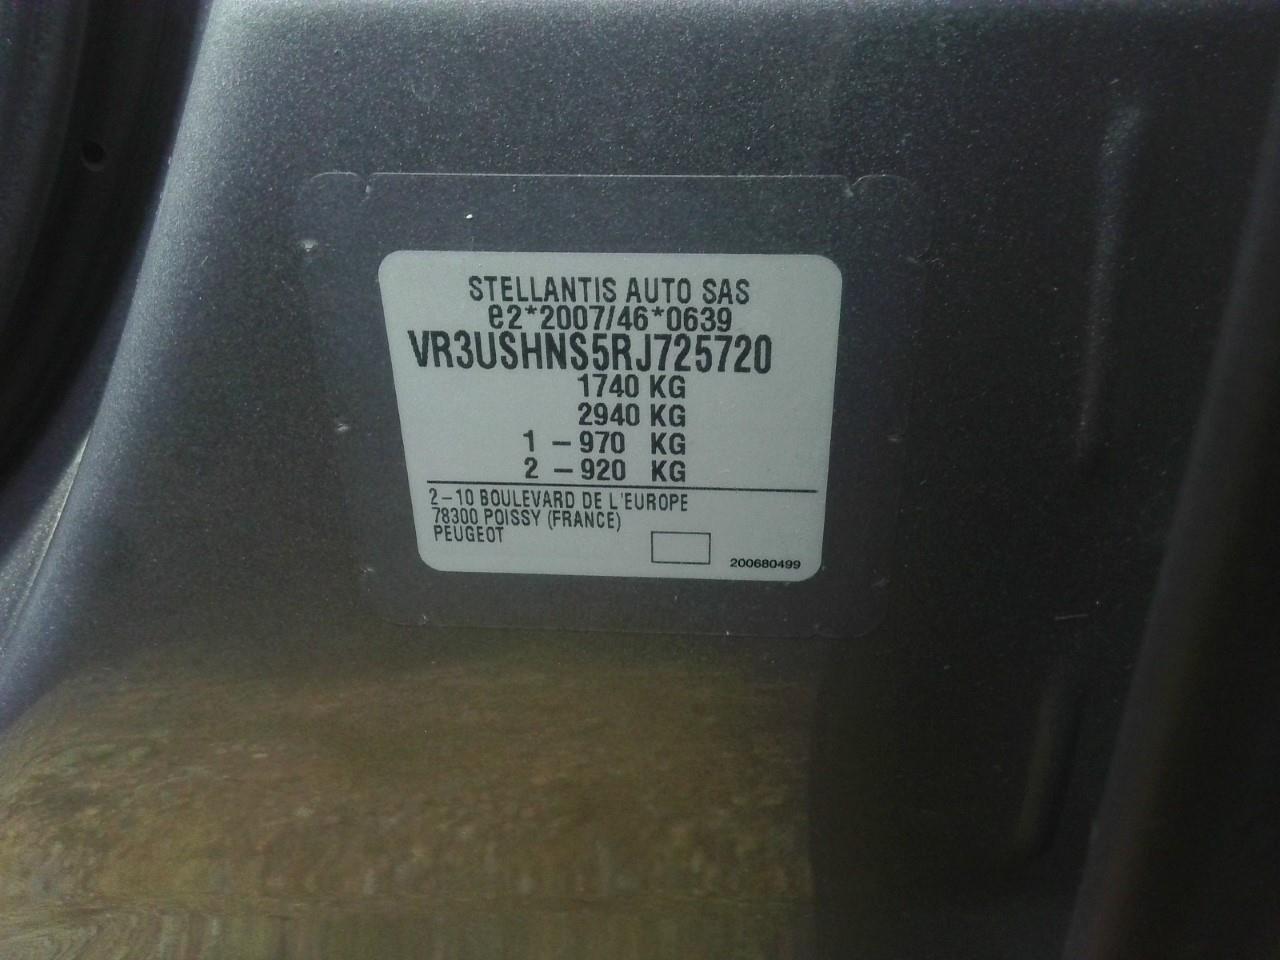 STELLANTIS AUTO SAS
e2*2007/46*0639
VR3USHNS5RJ725720
1740 KG
2940 KG
1 – 970 KG
2 – 920 KG
2–10 BOULEVARD DE L'EUROPE
78300 POISSY (FRANCE)
PEUGEOT
200680499